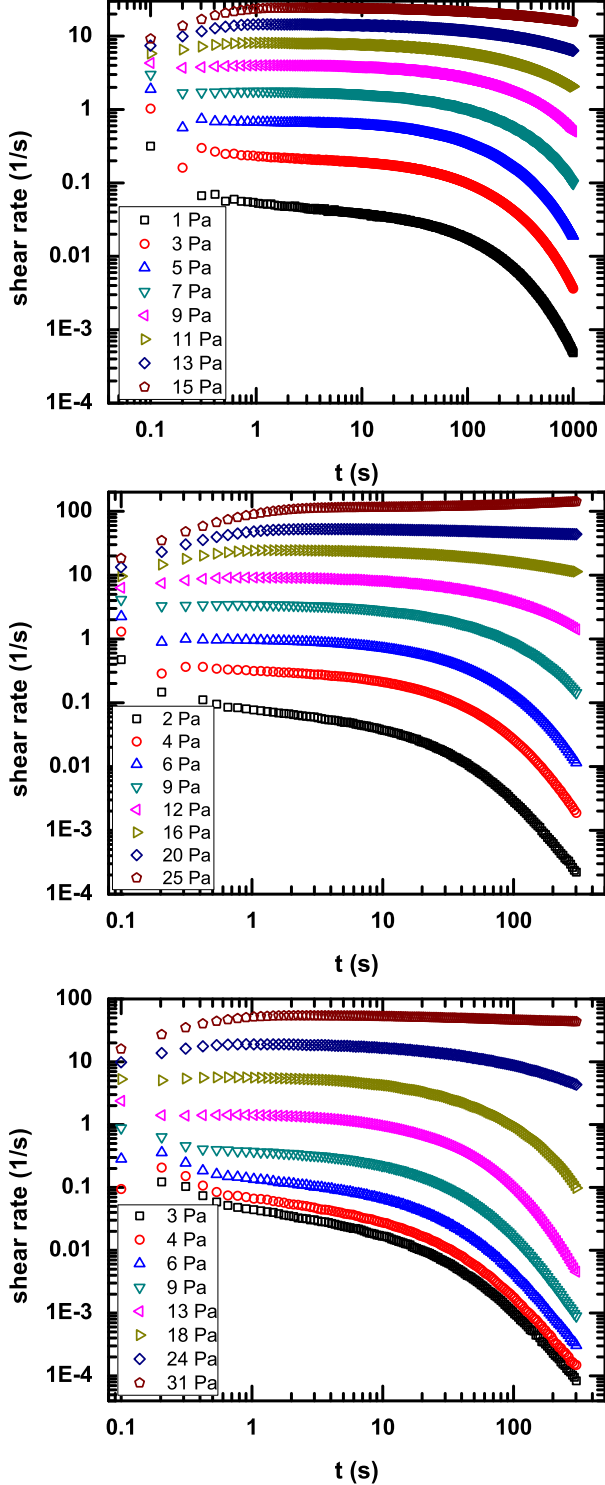 10
1
0.1
0.01
1E-3
1E-4
shear rate (1/s)
1 Pa
3 Pa
5 Pa
7 Pa
9 Pa
11 Pa
13 Pa
15 Pa
0.1 1 10 100 1000
t (s)
100
10
1
0.1
0.01
1E-3
1E-4
shear rate (1/s)
2 Pa
4 Pa
6 Pa
9 Pa
12 Pa
16 Pa
20 Pa
25 Pa
0.1 1 10 100
t (s)
100
10
1
0.1
0.01
1E-3
1E-4
shear rate (1/s)
3 Pa
4 Pa
6 Pa
9 Pa
13 Pa
18 Pa
24 Pa
31 Pa
0.1 1 10 100
t (s)